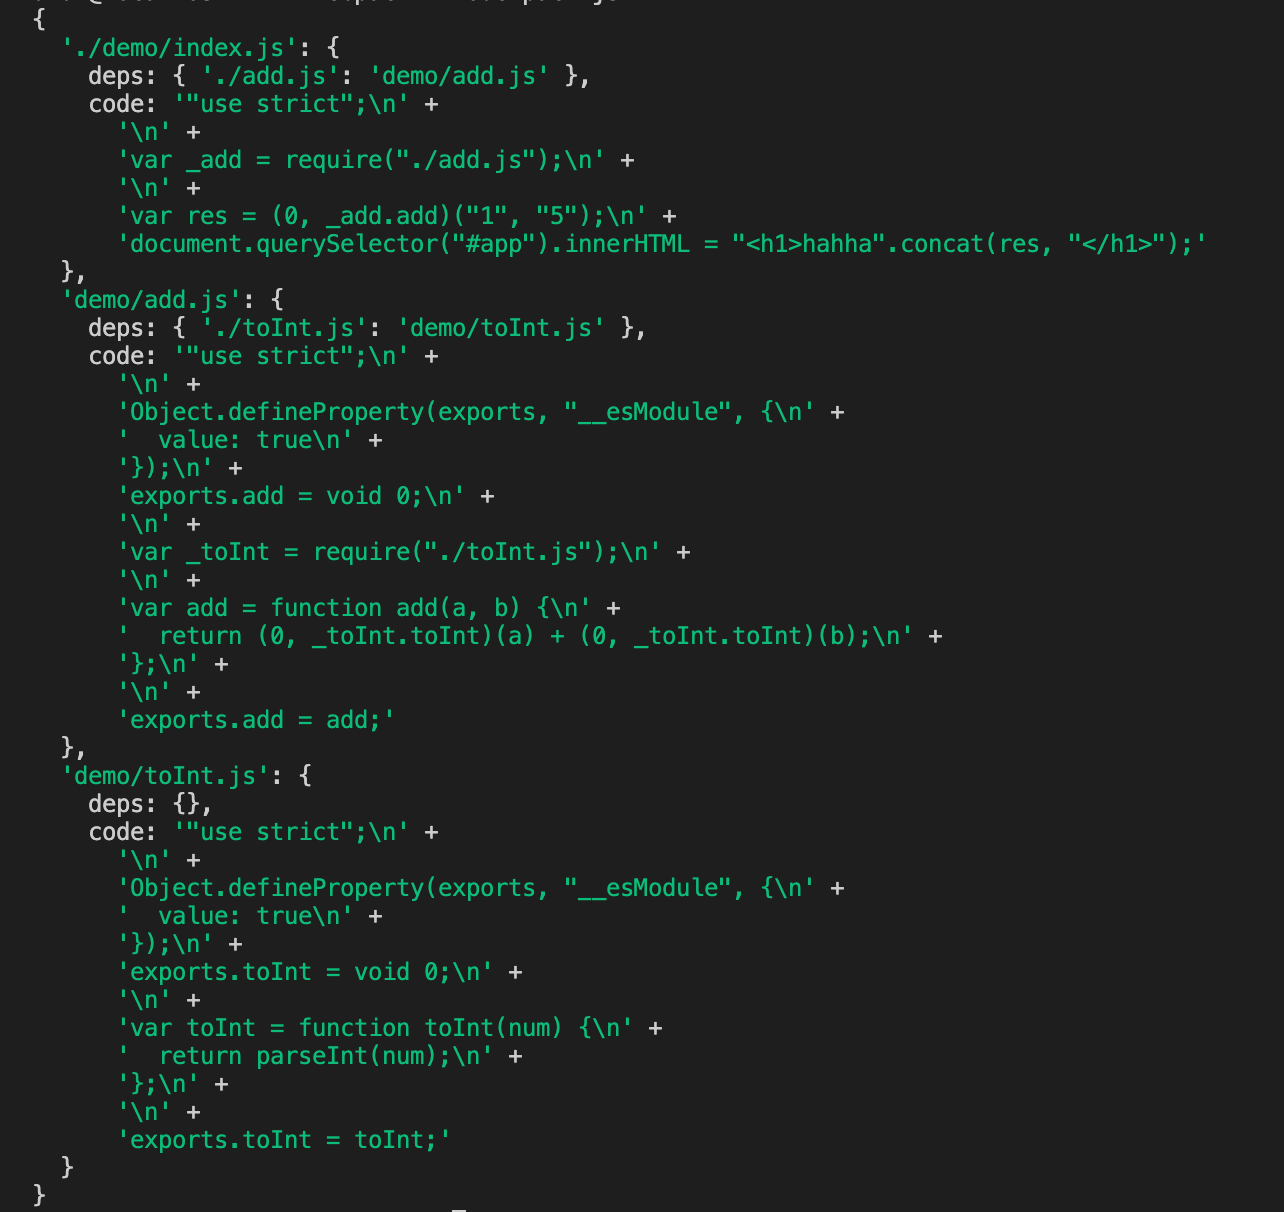 {
  './demo/index.js': {
    deps: { './add.js': 'demo/add.js' },
    code: '"use strict";\n' +
      '\n' +
      'var _add = require("./add.js");\n' +
      '\n' +
      'var res = (0, _add.add)("1", "5");\n' +
      'document.querySelector("#app").innerHTML = "<h1>hahha".concat(res, "</h1>");'
  },
  'demo/add.js': {
    deps: { './toInt.js': 'demo/toInt.js' },
    code: '"use strict";\n' +
      '\n' +
      'Object.defineProperty(exports, "__esModule", {\n' +
      '  value: true\n' +
      '});\n' +
      'exports.add = void 0;\n' +
      '\n' +
      'var _toInt = require("./toInt.js");\n' +
      '\n' +
      'var add = function add(a, b) {\n' +
      '  return (0, _toInt.toInt)(a) + (0, _toInt.toInt)(b);\n' +
      '};\n' +
      '\n' +
      'exports.add = add;'
  },
  'demo/toInt.js': {
    deps: {},
    code: '"use strict";\n' +
      '\n' +
      'Object.defineProperty(exports, "__esModule", {\n' +
      '  value: true\n' +
      '});\n' +
      'exports.toInt = void 0;\n' +
      '\n' +
      'var toInt = function toInt(num) {\n' +
      '  return parseInt(num);\n' +
      '};\n' +
      '\n' +
      'exports.toInt = toInt;'
  }
}